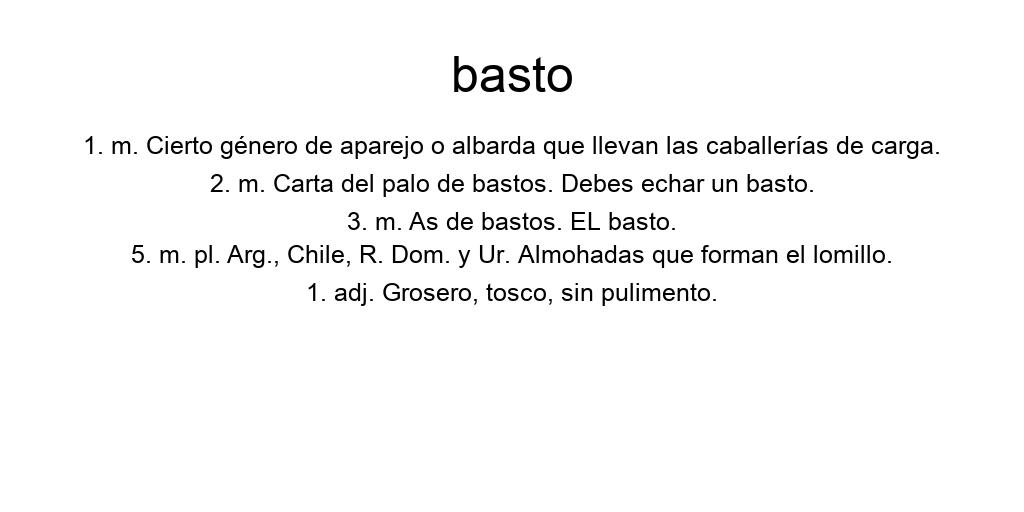 basto
1. m. Cierto género de aparejo o albarda que llevan las caballerías de carga.
2. m. Carta del palo de bastos. Debes echar un basto.
3. m. As de bastos. EL basto.
5. m. pl. Arg., Chile, R. Dom. y Ur. Almohadas que forman el lomillo.
1. adj. Grosero, tosco, sin pulimento.